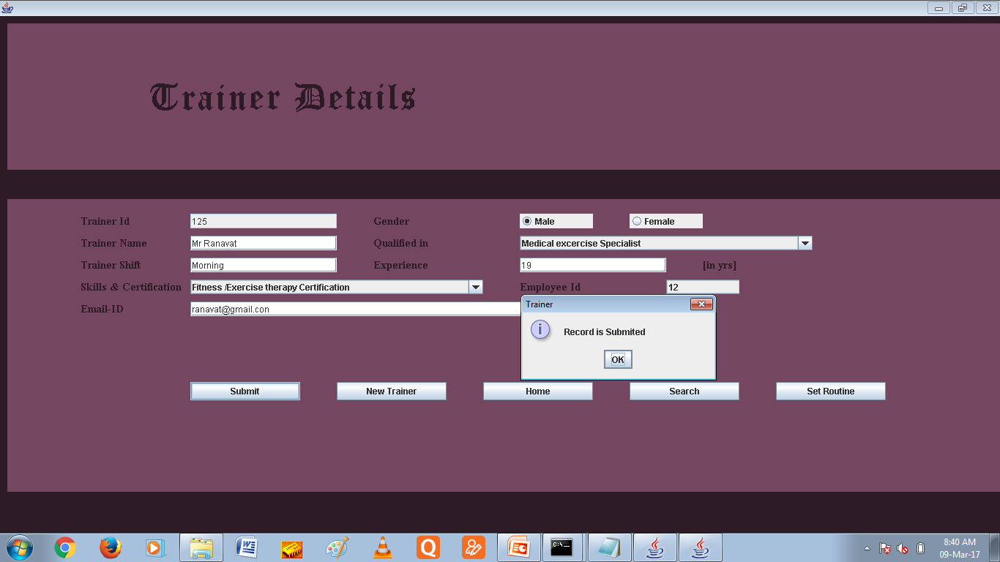 Trainer Details
Trainer Id 125 Gender Male Female
Trainer Name Mr Ranavat Qualified in Medical excercise Specialist
Trainer Shift Morning Experience 19 [in yrs]
Skills & Certification Fitness /Exercise therapy Certification Employee Id 12
Email-ID ranavat@gmail.con
Trainer
Record is Submited
OK
Submit New Trainer Home Search Set Routine
8:40 AM
09-Mar-17